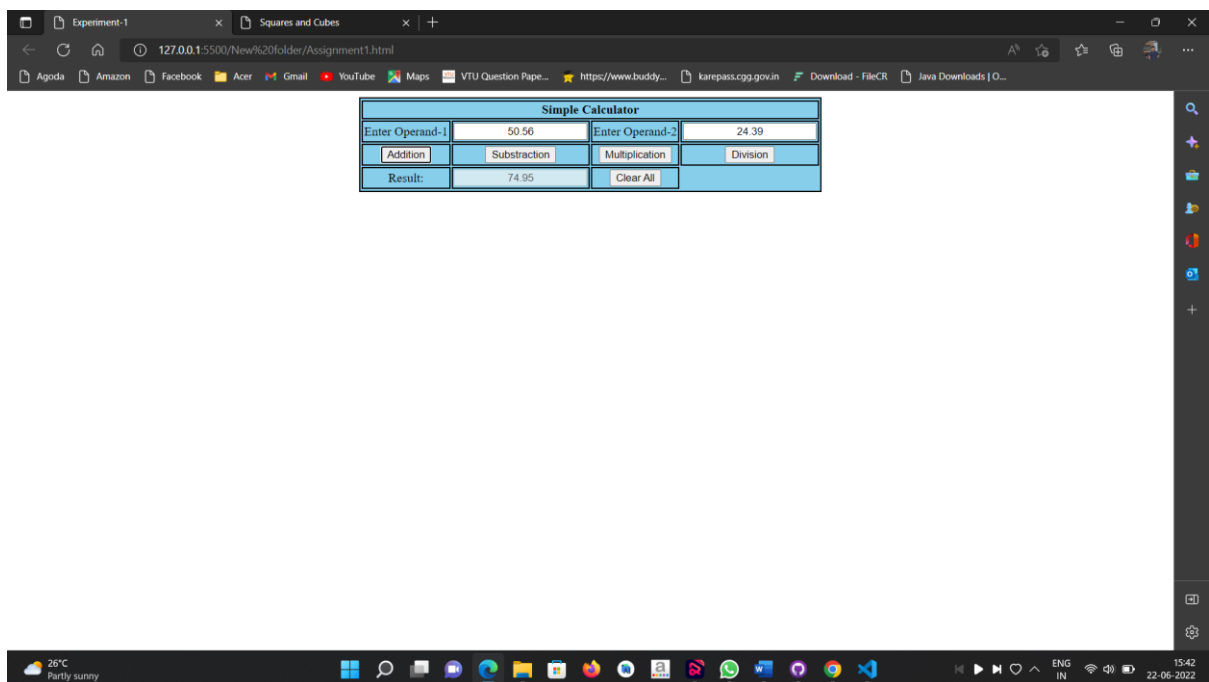 Experiment-1
Squares and Cubes
127.0.0.1:5500/New%20folder/Assignment1.html
Agoda Amazon Facebook Acer Gmail YouTube Maps VTU Question Pape... https://www.buddy... karepass.cgg.gov.in Download - FileCR Java Downloads | O...
Simple Calculator
Enter Operand-1 50.56 Enter Operand-2 24.39
Addition Substraction Multiplication Division
Result: 74.95 Clear All
26°C
Partly sunny
ENG
IN
15:42
22-06-2022